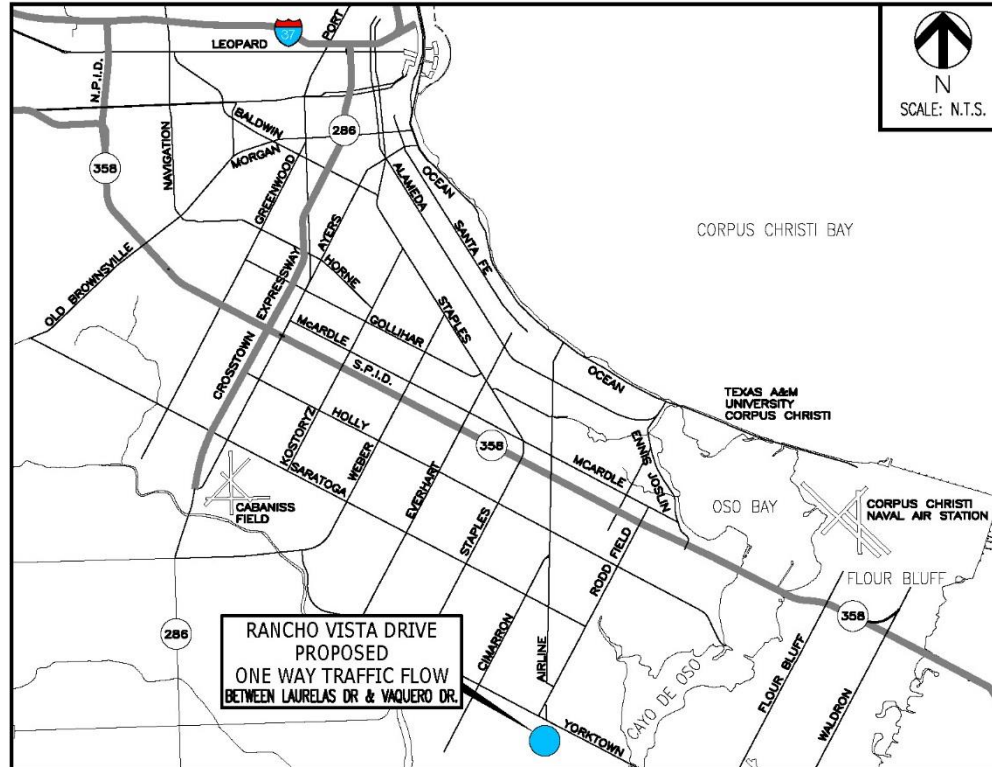 37
PORT
LEOPARD
N.P.I.D.
N
SCALE: N.T.S.
BALDWIN
286
NAVIGATION
MORGAN
358
GREENWOOD
ALAMEDA
OCEAN
CORPUS CHRISTI BAY
AYERS
SANTA FE
OLD BROWNSVILLE
EXPRESSWAY
HORNE
STAPLES
GOLLIHAR
McARDLE
CROSSTOWN
S.P.I.D.
OCEAN
TEXAS A&M
UNIVERSITY
CORPUS CHRISTI
KOSTORYZ
HOLLY
WEBER
SARATOGA
EVERHART
358
MCARDLE
ENNIS JOSLIN
CABANISS
FIELD
STAPLES
OSO BAY
CORPUS CHRISTI
NAVAL AIR STATION
RODD FIELD
FLOUR BLUFF
358
286
RANCHO VISTA DRIVE
PROPOSED
ONE WAY TRAFFIC FLOW
BETWEEN LAURELAS DR & VAQUERO DR.
CIMARRON
AIRLINE
CAYO DE OSO
FLOUR BLUFF
WALDRON
YORKTOWN